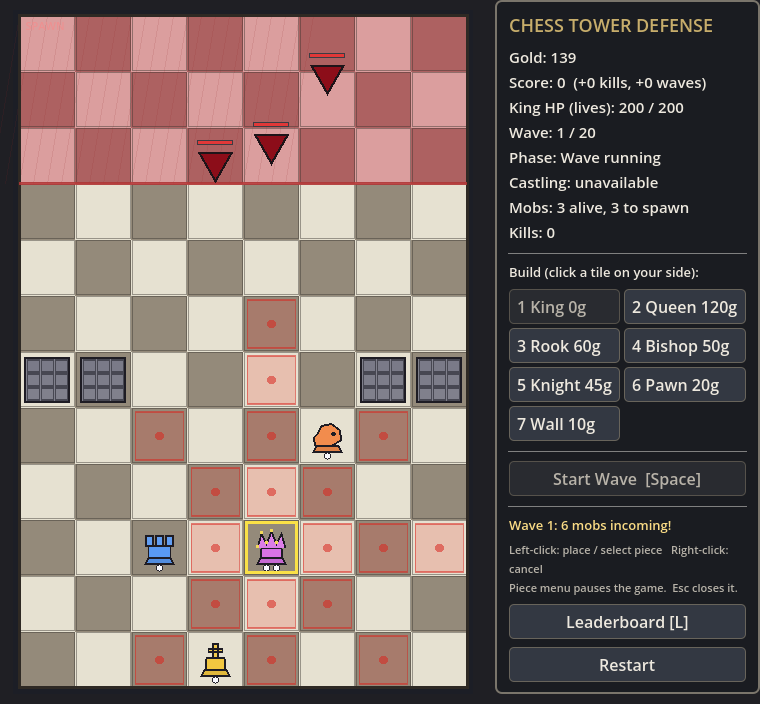 CHESS TOWER DEFENSE
Gold: 139
Score: 0 (+0 kills, +0 waves)
King HP (lives): 200 / 200
Wave: 1 / 20
Phase: Wave running
Castling: unavailable
Mobs: 3 alive, 3 to spawn
Kills: 0
Build (click a tile on your side):
1 King 0g
2 Queen 120g
3 Rook 60g
4 Bishop 50g
5 Knight 45g
6 Pawn 20g
7 Wall 10g
Start Wave [Space]
Wave 1: 6 mobs incoming!
Left-click: place / select piece Right-click:
cancel
Piece menu pauses the game. Esc closes it.
Leaderboard [L]
Restart